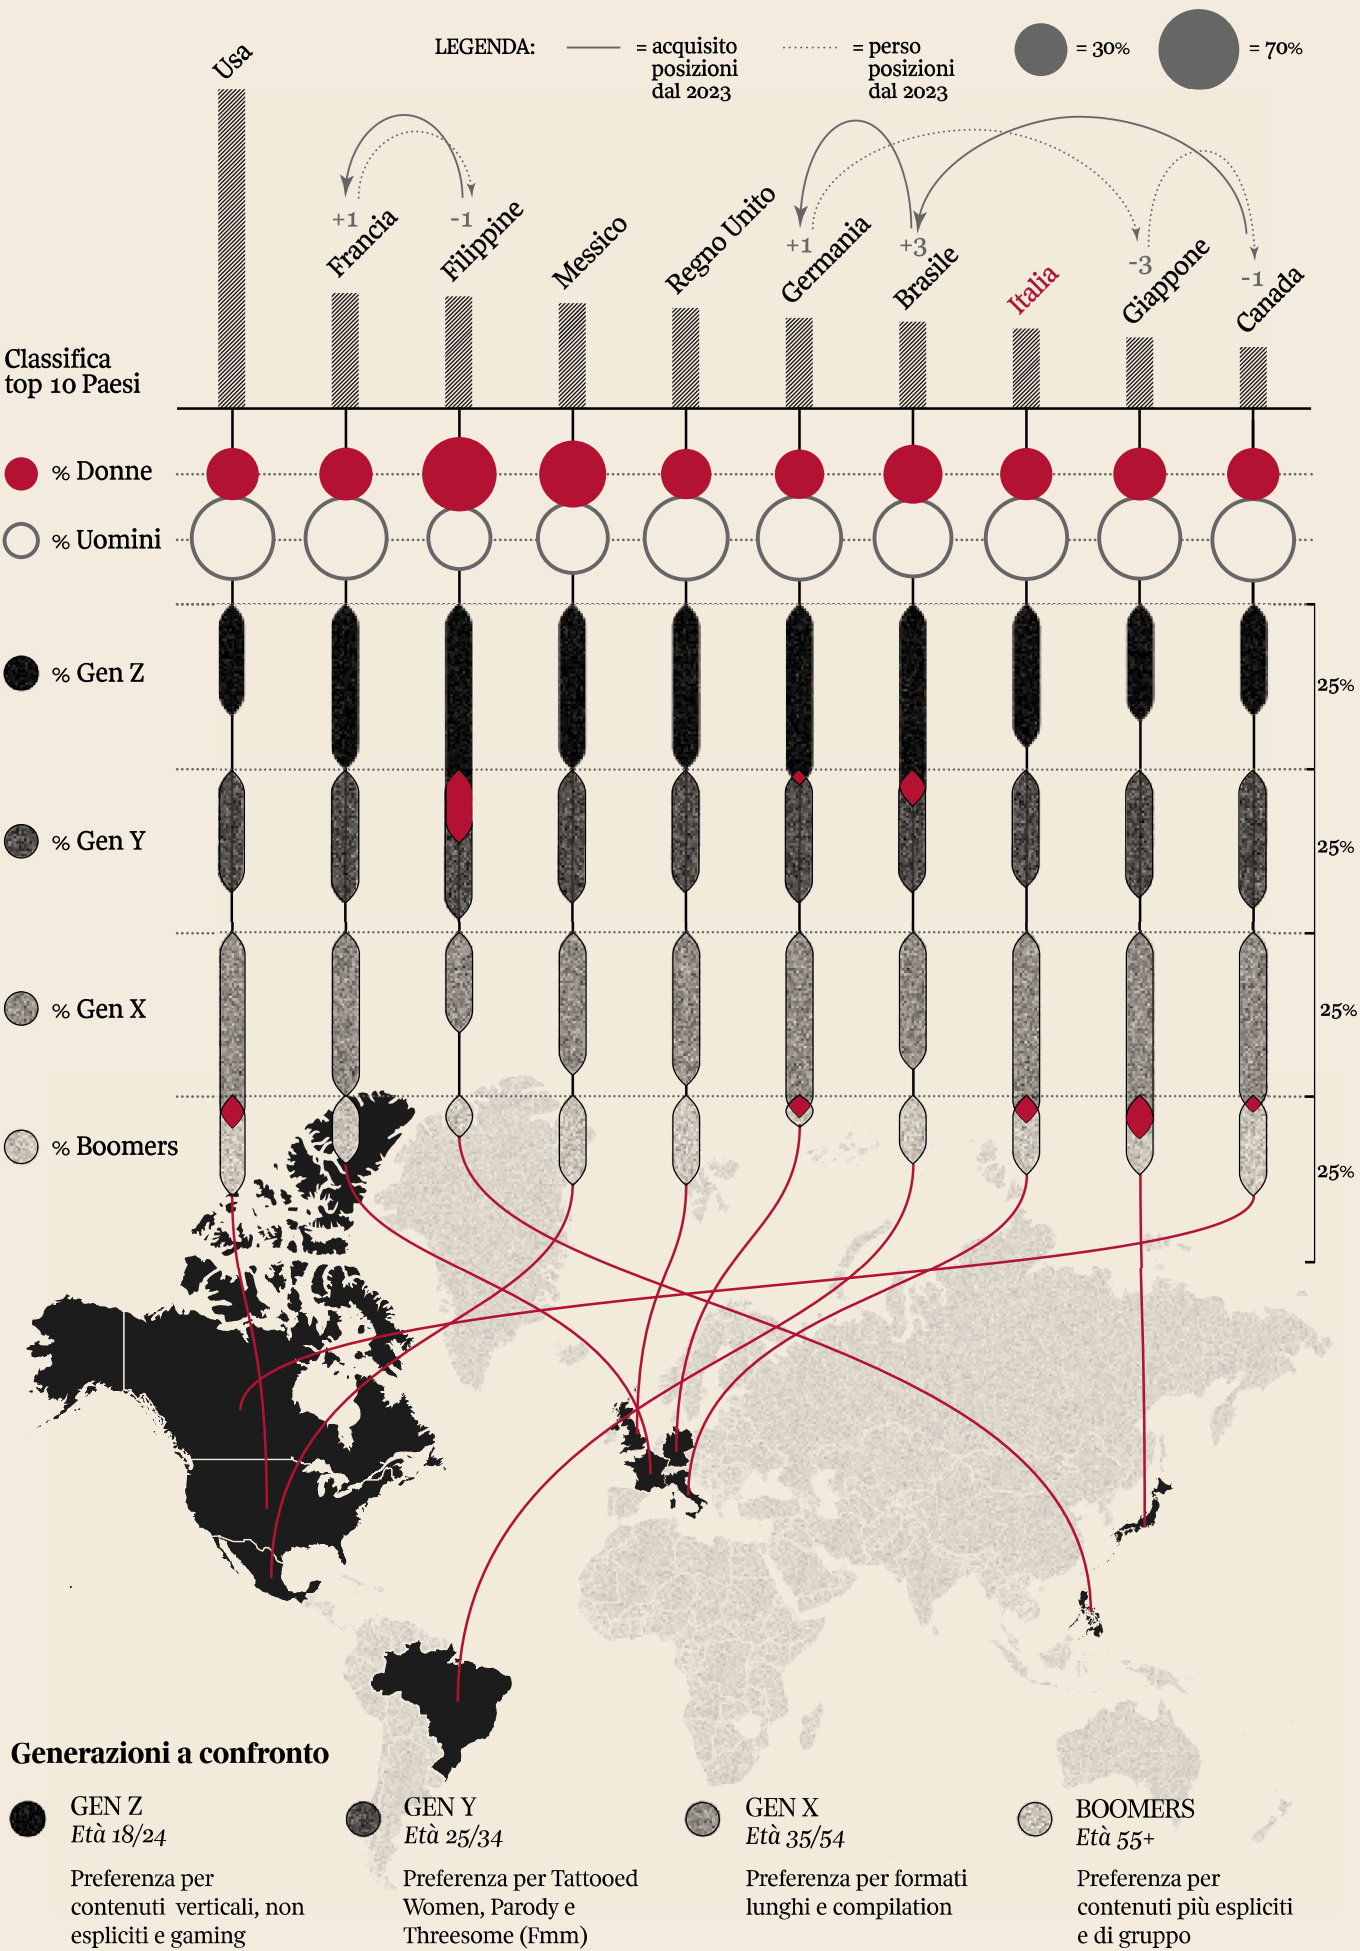 LEGENDA:
= acquisito
posizioni
dal 2023
= perso
posizioni
dal 2023
= 30%
= 70%
Usa
Francia
Filippine
Messico
Regno Unito
Germania
Brasile
Italia
Giappone
Canada
+1
-1
+1
+3
-3
-1
Classifica
top 10 Paesi
% Donne
% Uomini
% Gen Z
25%
% Gen Y
25%
% Gen X
25%
% Boomers
25%
Generazioni a confronto
GEN Z
Età 18/24
Preferenza per
contenuti verticali, non
espliciti e gaming
GEN Y
Età 25/34
Preferenza per Tattooed
Women, Parody e
Threesome (Fmm)
GEN X
Età 35/54
Preferenza per formati
lunghi e compilation
BOOMERS
Età 55+
Preferenza per
contenuti più espliciti
e di gruppo